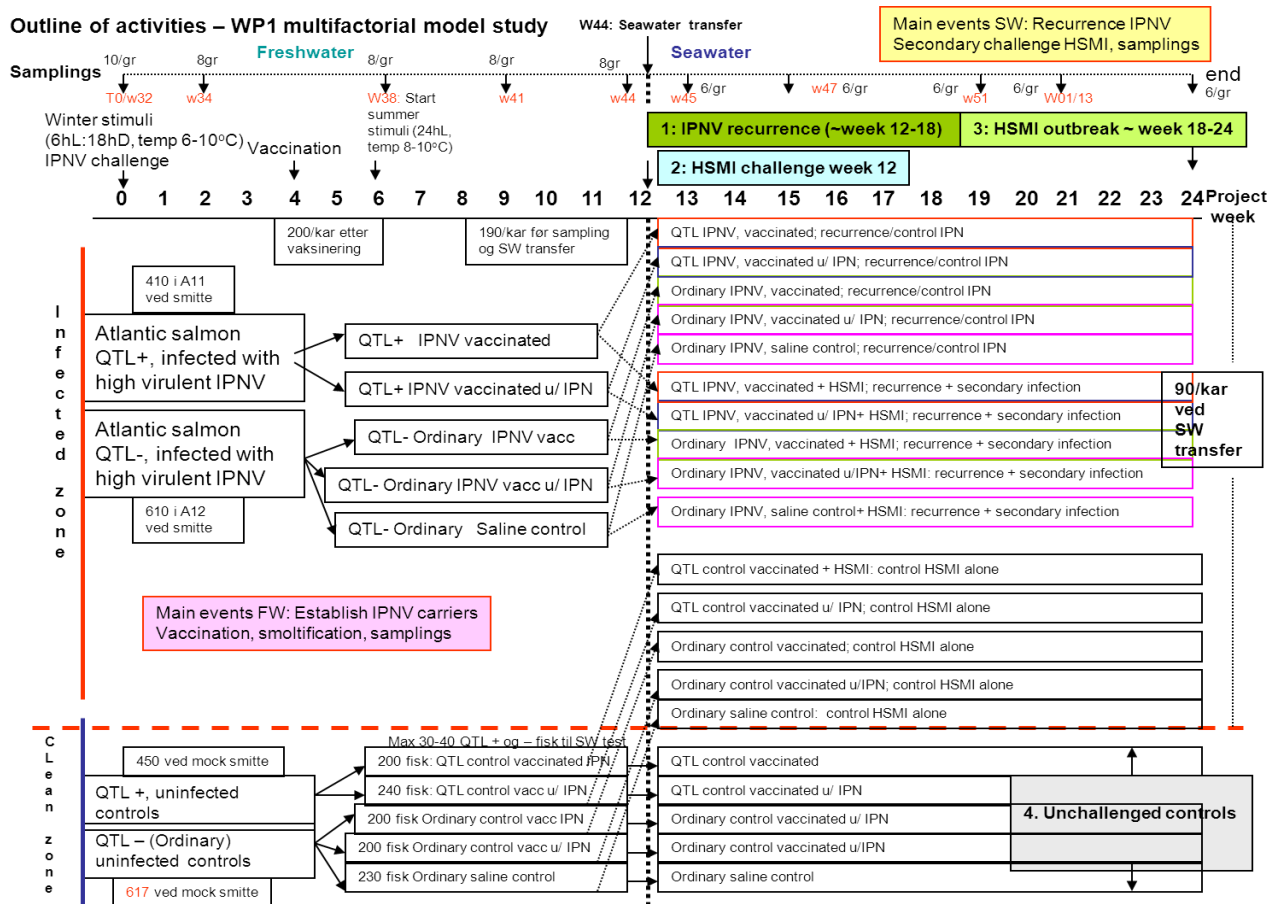 Outline of activities – WP1 multifactorial model study
W44: Seawater transfer
Main events SW: Recurrence IPNV
Secondary challenge HSMI, samplings
Freshwater
Seawater
Samplings
10/gr
8gr
8/gr
8/gr
8gr
6/gr
6/gr
6/gr
6/gr
end
6/gr
T0/w32
w34
W38: Start
summer
stimuli (24hL,
temp 8-10°C)
w41
w44
w45
w47
w51
W01/13
Winter stimuli
(6hL:18hD, temp 6-10°C)
IPNV challenge
Vaccination
1: IPNV recurrence (~week 12-18)
3: HSMI outbreak ~ week 18-24
2: HSMI challenge week 12
0 1 2 3 4 5 6 7 8 9 10 11 12 13 14 15 16 17 18 19 20 21 22 23 24
Project
week
200/kar etter
vaksinering
190/kar før sampling
og SW transfer
410 i A11
ved smitte
Infected zone
Atlantic salmon
QTL+, infected with
high virulent IPNV
Atlantic salmon
QTL-, infected with
high virulent IPNV
610 i A12
ved smitte
QTL+ IPNV vaccinated
QTL+ IPNV vaccinated u/ IPN
QTL- Ordinary IPNV vacc
QTL- Ordinary IPNV vacc u/ IPN
QTL- Ordinary Saline control
QTL IPNV, vaccinated; recurrence/control IPN
QTL IPNV, vaccinated u/ IPN; recurrence/control IPN
Ordinary IPNV, vaccinated; recurrence/control IPN
Ordinary IPNV, vaccinated u/ IPN; recurrence/control IPN
Ordinary IPNV, saline control; recurrence/control IPN
QTL IPNV, vaccinated + HSMI; recurrence + secondary infection
QTL IPNV, vaccinated u/ IPN+ HSMI; recurrence + secondary infection
Ordinary IPNV, vaccinated + HSMI; recurrence + secondary infection
Ordinary IPNV, vaccinated u/IPN+ HSMI: recurrence + secondary infection
Ordinary IPNV, saline control+ HSMI: recurrence + secondary infection
90/kar
ved
SW
transfer
QTL control vaccinated + HSMI: control HSMI alone
QTL control vaccinated u/ IPN; control HSMI alone
Ordinary control vaccinated; control HSMI alone
Ordinary control vaccinated u/IPN; control HSMI alone
Ordinary saline control: control HSMI alone
Main events FW: Establish IPNV carriers
Vaccination, smoltification, samplings
CLean zone
450 ved mock smitte
QTL +, uninfected
controls
QTL – (Ordinary)
uninfected controls
617 ved mock smitte
Max 30-40 QTL + og – fisk til SW test
200 fisk: QTL control vaccinated IPN
240 fisk: QTL control vacc u/ IPN
200 fisk Ordinary control vacc IPN
200 fisk Ordinary control vacc u/ IPN
230 fisk Ordinary saline control
QTL control vaccinated
QTL control vaccinated u/ IPN
Ordinary control vaccinated u/ IPN
Ordinary control vaccinated u/IPN
Ordinary saline control
4. Unchallenged controls